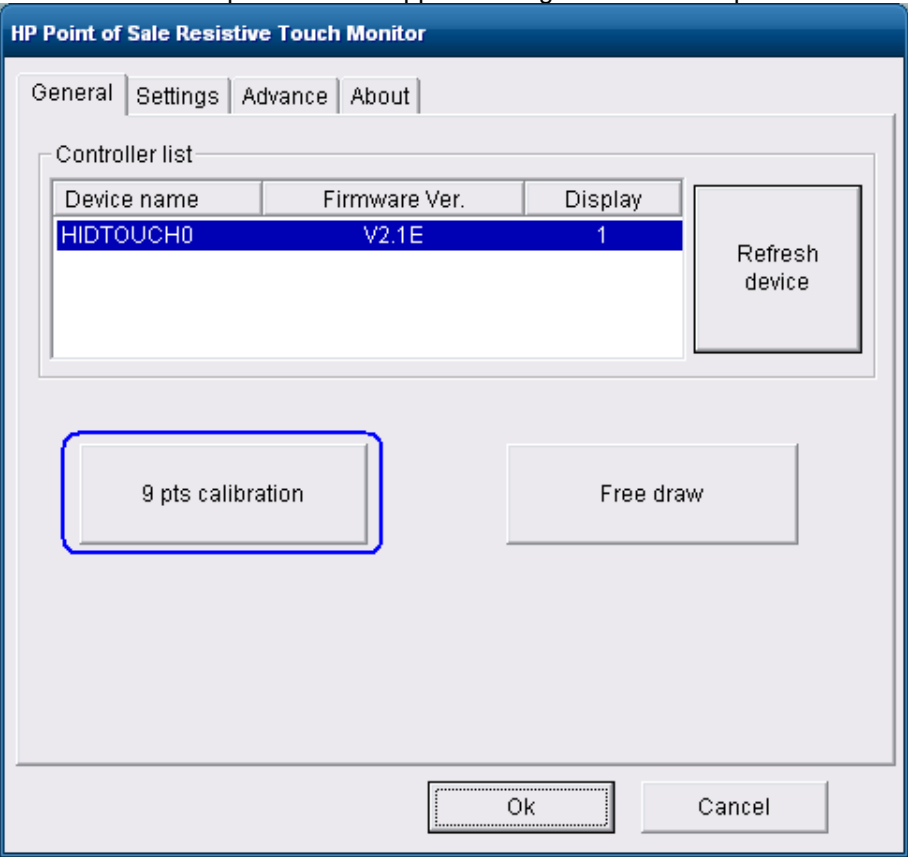 HP Point of Sale Resistive Touch Monitor
General Settings Advance About
Controller list
Device name Firmware Ver. Display
HIDTOUCH0 V2.1E 1
Refresh
device
9 pts calibration Free draw
Ok Cancel